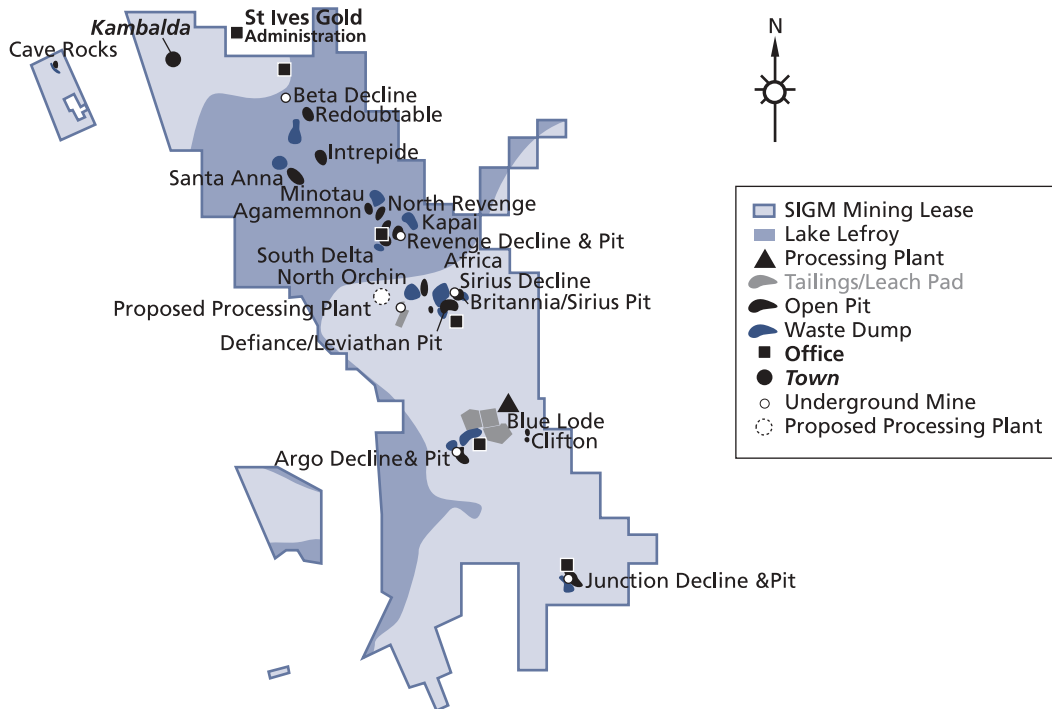 St Ives Gold
Administration
Kambalda
Cave Rocks
N
Beta Decline
Redoubtable
Intrepide
Santa Anna
Minotau
North Revenge
Agamemnon
Kapai
Revenge Decline & Pit
South Delta
Africa
North Orchin
Sirius Decline
Britannia/Sirius Pit
Proposed Processing Plant
Defiance/Leviathan Pit
Blue Lode
Clifton
Argo Decline& Pit
Junction Decline &Pit
SIGM Mining Lease
Lake Lefroy
Processing Plant
Tailings/Leach Pad
Open Pit
Waste Dump
Office
Town
Underground Mine
Proposed Processing Plant